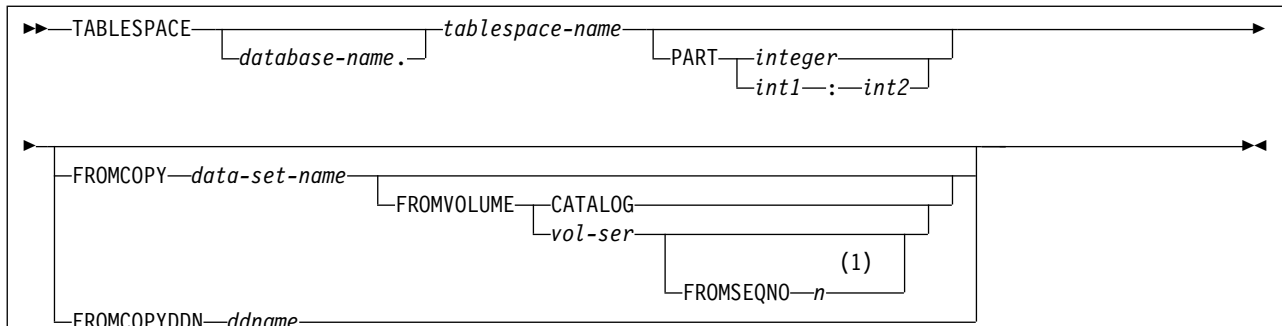 TABLESPACE database-name. tablespace-name PART integer
int1 : int2
FROMCOPY data-set-name FROMVOLUME CATALOG
vol-ser
(1)
FROMSEQNO n
FROMCOPYDDN ddname